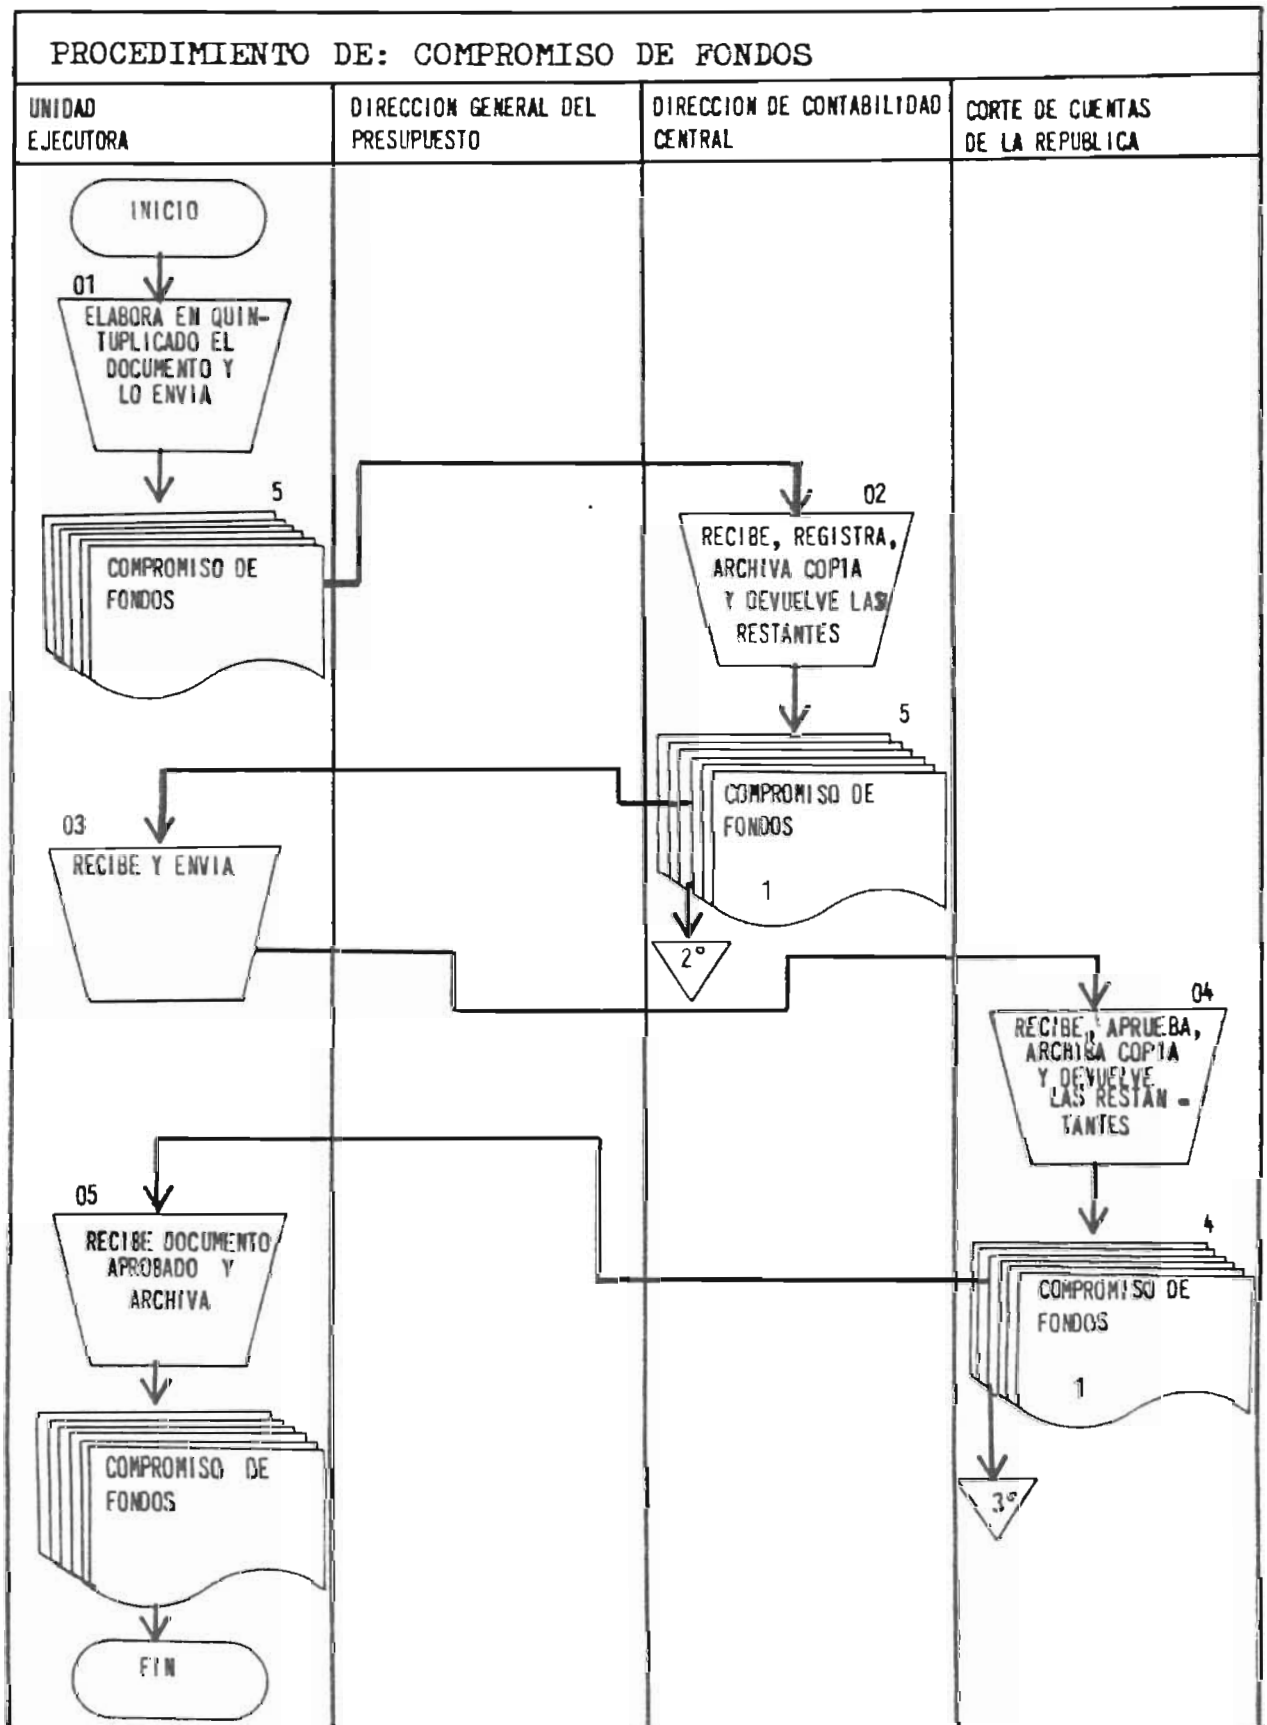 PROCEDIMIENTO DE: COMPROMISO DE FONDOS
UNIDAD
EJECUTORA
DIRECCION GENERAL DEL
PRESUPUESTO
DIRECCION DE CONTABILIDAD
CENTRAL
CORTE DE CUENTAS
DE LA REPUBLICA
INICIO
01
ELABORA EN QUIN-
TUPLICADO EL
DOCUMENTO Y
LO ENVIA
5
COMPROMISO DE
FONDOS
02
RECIBE, REGISTRA,
ARCHIVA COPIA
Y DEVUELVE LAS
RESTANTES
5
COMPROMISO DE
FONDOS
1
2º
03
RECIBE Y ENVIA
04
RECIBE, APRUEBA,
ARCHIBA COPIA
Y DEVUELVE
LAS RESTAN -
TANTES
4
COMPROMISO DE
FONDOS
1
3º
05
RECIBE DOCUMENTO
APROBADO Y
ARCHIVA
COMPROMISO DE
FONDOS
FIN